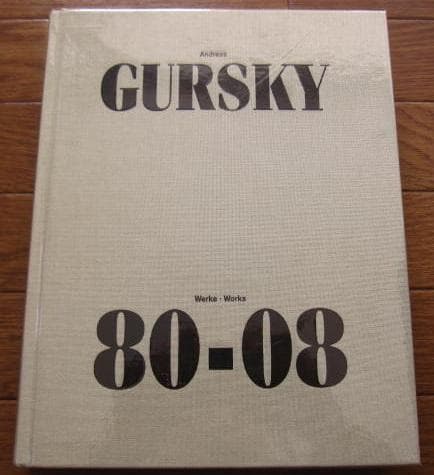 Andreas
GURSKY
Werke · Works
80-08